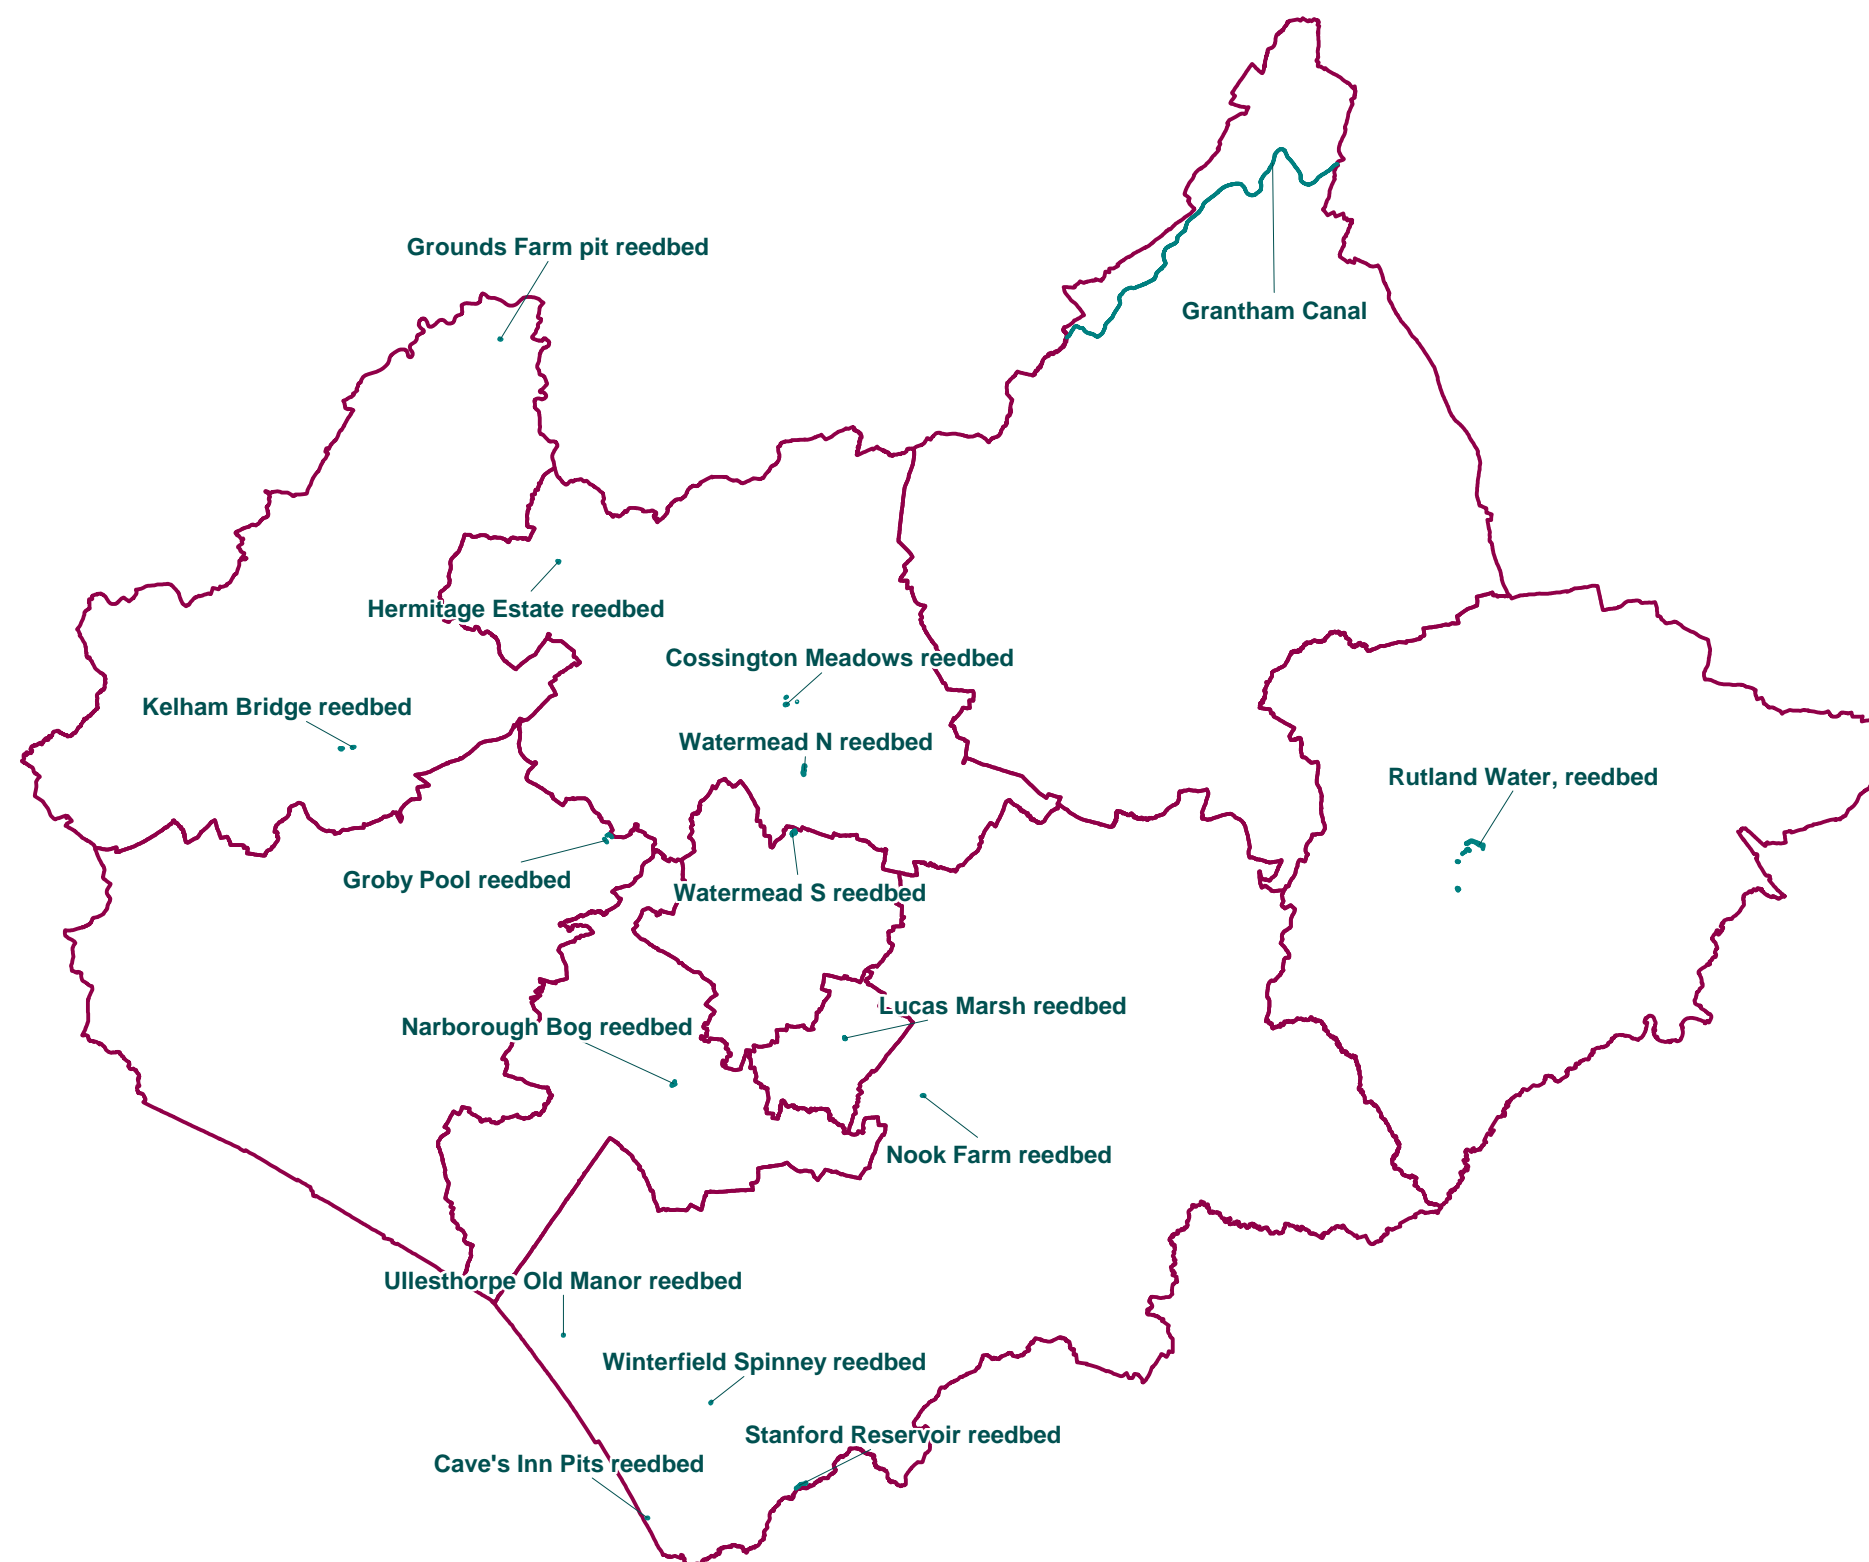 Grounds Farm pit reedbed
Grantham Canal
Hermitage Estate reedbed
Cossington Meadows reedbed
Kelham Bridge reedbed
Watermead N reedbed
Rutland Water, reedbed
Groby Pool reedbed
Watermead S reedbed
Lucas Marsh reedbed
Narborough Bog reedbed
Nook Farm reedbed
Ullesthorpe Old Manor reedbed
Winterfield Spinney reedbed
Stanford Reservoir reedbed
Cave's Inn Pits reedbed